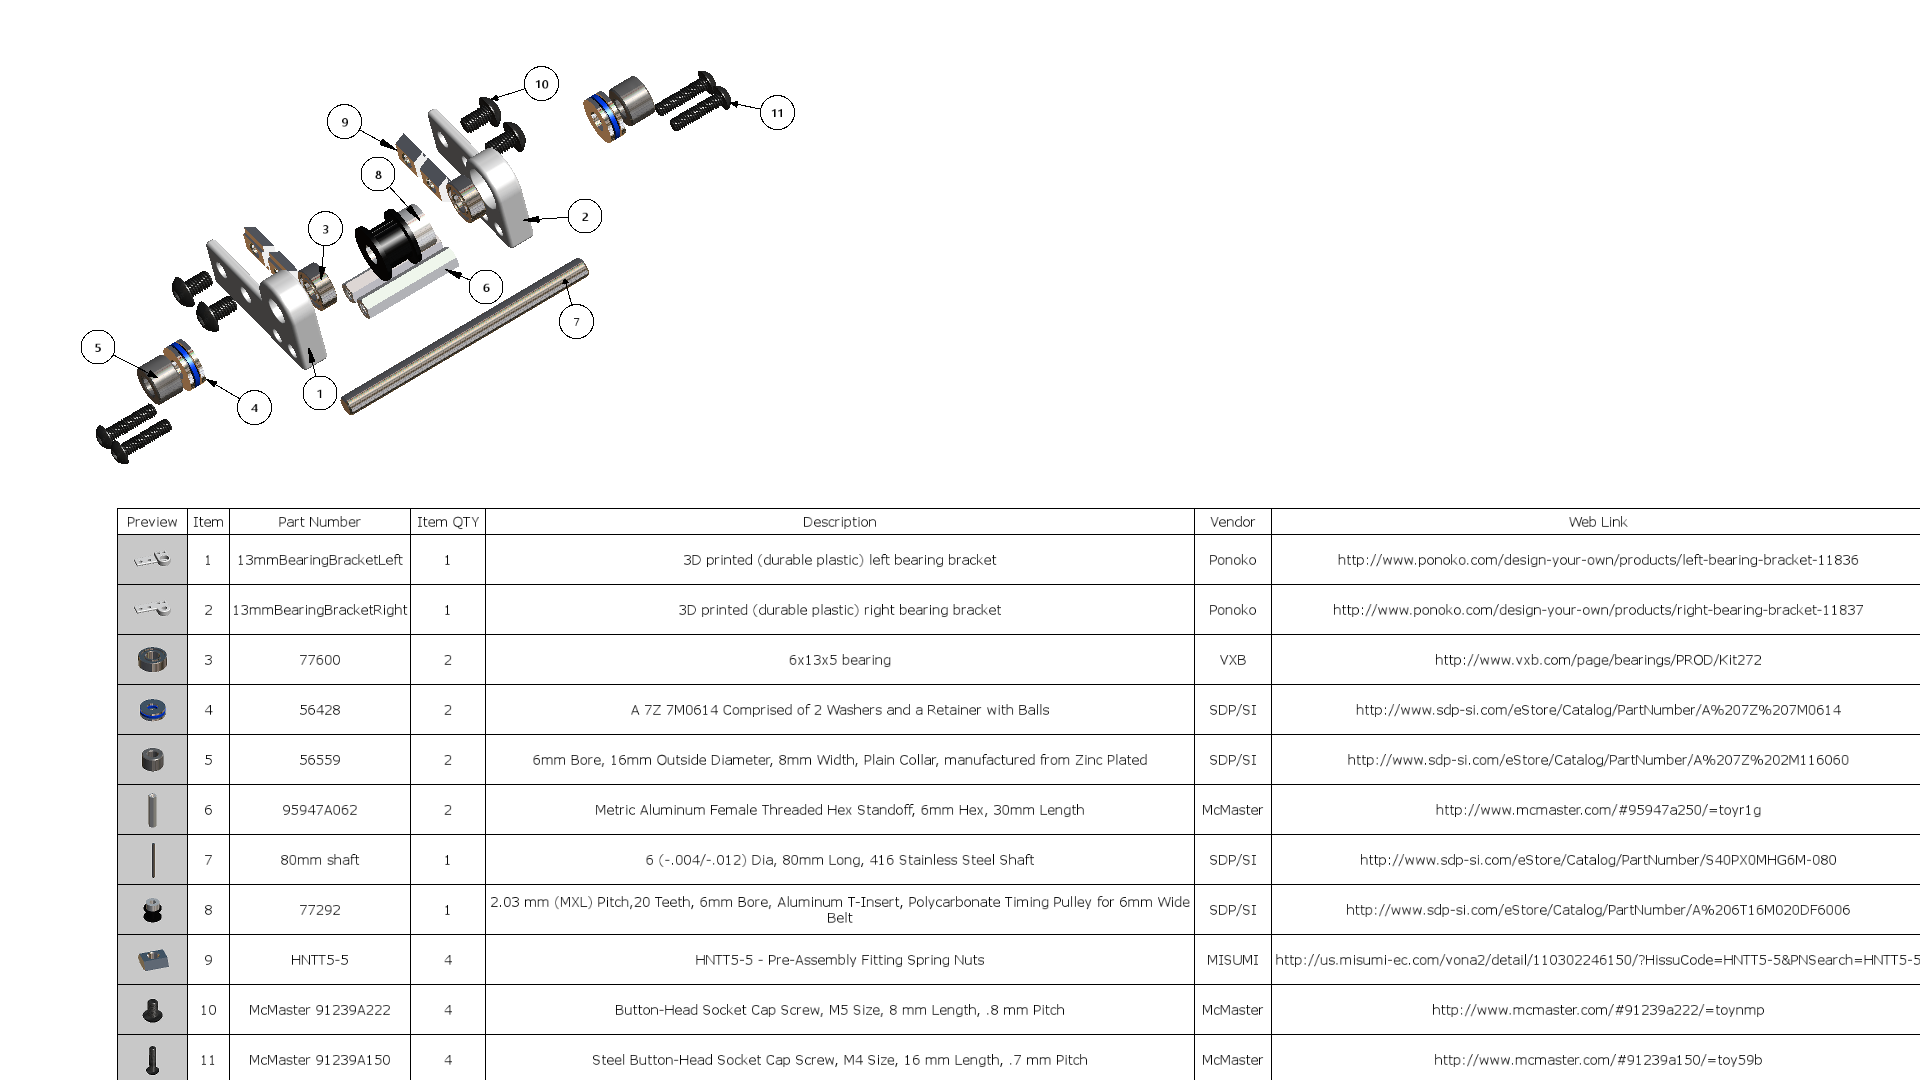 10
11
9
8
2
3
6
7
5
1
4
Preview Item Part Number Item QTY Description Vendor Web Link
1 13mmBearingBracketLeft 1 3D printed (durable plastic) left bearing bracket Ponoko http://www.ponoko.com/design-your-own/products/left-bearing-bracket-11836
2 13mmBearingBracketRight 1 3D printed (durable plastic) right bearing bracket Ponoko http://www.ponoko.com/design-your-own/products/right-bearing-bracket-11837
3 77600 2 6x13x5 bearing VXB http://www.vxb.com/page/bearings/PROD/Kit272
4 56428 2 A 7Z 7M0614 Comprised of 2 Washers and a Retainer with Balls SDP/SI http://www.sdp-si.com/eStore/Catalog/PartNumber/A%207Z%207M0614
5 56559 2 6mm Bore, 16mm Outside Diameter, 8mm Width, Plain Collar, manufactured from Zinc Plated SDP/SI http://www.sdp-si.com/eStore/Catalog/PartNumber/A%207Z%202M116060
6 95947A062 2 Metric Aluminum Female Threaded Hex Standoff, 6mm Hex, 30mm Length McMaster http://www.mcmaster.com/#95947a250/=toyr1g
7 80mm shaft 1 6 (-.004/-.012) Dia, 80mm Long, 416 Stainless Steel Shaft SDP/SI http://www.sdp-si.com/eStore/Catalog/PartNumber/S40PX0MHG6M-080
8 77292 1 2.03 mm (MXL) Pitch,20 Teeth, 6mm Bore, Aluminum T-Insert, Polycarbonate Timing Pulley for 6mm Wide
Belt SDP/SI http://www.sdp-si.com/eStore/Catalog/PartNumber/A%206T16M020DF6006
9 HNTT5-5 4 HNTT5-5 - Pre-Assembly Fitting Spring Nuts MISUMI http://us.misumi-ec.com/vona2/detail/110302246150/?HissuCode=HNTT5-5&PNSearch=HNTT5-5
10 McMaster 91239A222 4 Button-Head Socket Cap Screw, M5 Size, 8 mm Length, .8 mm Pitch McMaster http://www.mcmaster.com/#91239a222/=toynmp
11 McMaster 91239A150 4 Steel Button-Head Socket Cap Screw, M4 Size, 16 mm Length, .7 mm Pitch McMaster http://www.mcmaster.com/#91239a150/=toy59b